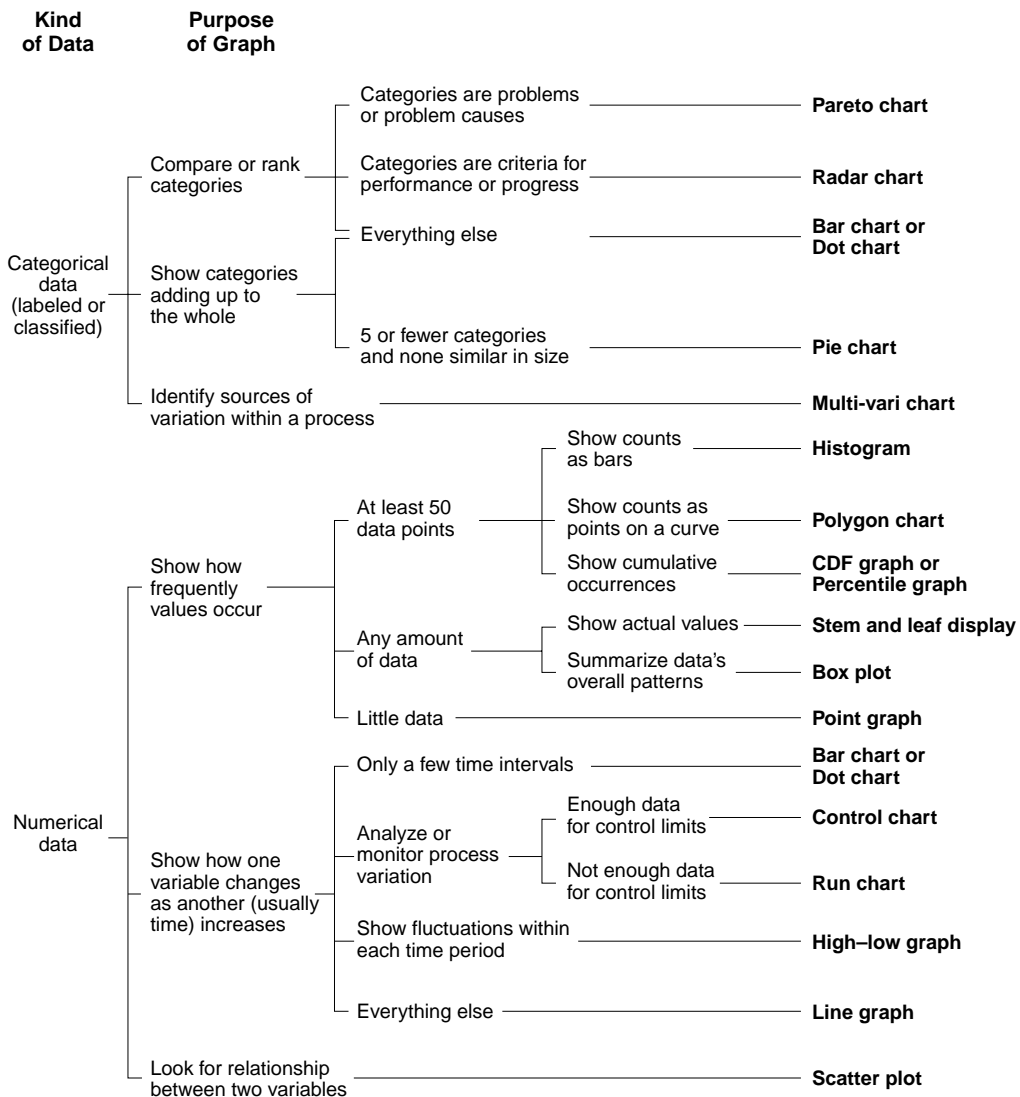 Kind
of Data
Purpose
of Graph
Categorical
data
(labeled or
classified)
Compare or rank
categories
Categories are problems
or problem causes
Pareto chart
Categories are criteria for
performance or progress
Radar chart
Everything else
Bar chart or
Dot chart
Show categories
adding up to
the whole
5 or fewer categories
and none similar in size
Pie chart
Identify sources of
variation within a process
Multi-vari chart
Numerical
data
Show how
frequently
values occur
At least 50
data points
Show counts
as bars
Histogram
Show counts as
points on a curve
Polygon chart
Show cumulative
occurrences
CDF graph or
Percentile graph
Any amount
of data
Show actual values
Stem and leaf display
Summarize data's
overall patterns
Box plot
Little data
Point graph
Show how one
variable changes
as another (usually
time) increases
Only a few time intervals
Bar chart or
Dot chart
Analyze or
monitor process
variation
Enough data
for control limits
Control chart
Not enough data
for control limits
Run chart
Show fluctuations within
each time period
High–low graph
Everything else
Line graph
Look for relationship
between two variables
Scatter plot